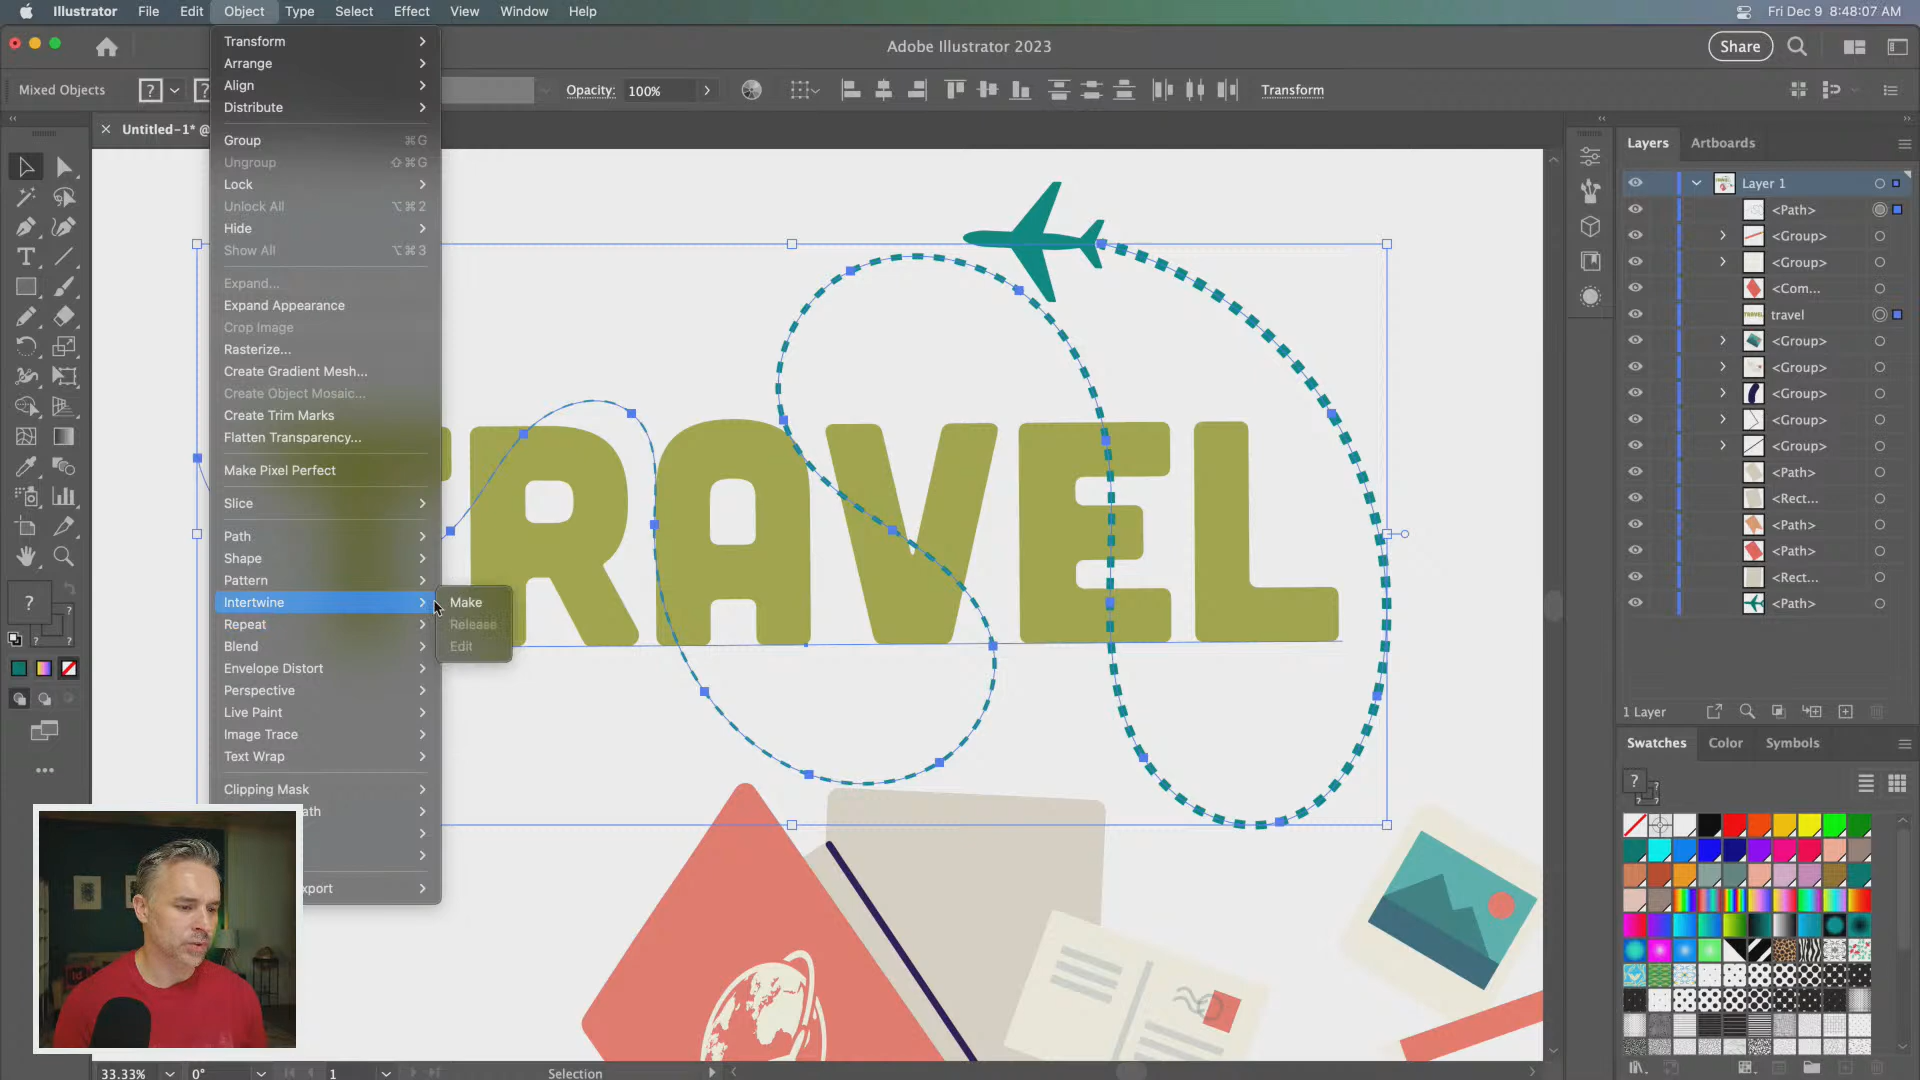 Illustrator File Edit Object Type Select Effect View Window Help
Fri Dec 9 8:48:07 AM
Adobe Illustrator 2023
Share
Mixed Objects
?
?
Opacity:
100%
Transform
Untitled-1* @
Transform
Arrange
Align
Distribute
Group ⌘G
Ungroup ⇧⌘G
Lock
Unlock All ⌥⌘2
Hide
Show All ⌥⌘3
Expand...
Expand Appearance
Crop Image
Rasterize...
Create Gradient Mesh...
Create Object Mosaic...
Create Trim Marks
Flatten Transparency...
Make Pixel Perfect
Slice
Path
Shape
Pattern
Intertwine
Repeat
Blend
Envelope Distort
Perspective
Live Paint
Image Trace
Text Wrap
Clipping Mask
ath
xport
Make
Release
Edit
TRAVEL
Layers
Artboards
Layer 1
<Path>
<Group>
<Group>
<Com...
travel
<Group>
<Group>
<Group>
<Group>
<Group>
<Path>
<Rect...
<Path>
<Path>
<Rect...
<Path>
1 Layer
Swatches
Color
Symbols
?
?
?
?
33.33%
0°
1
Selection